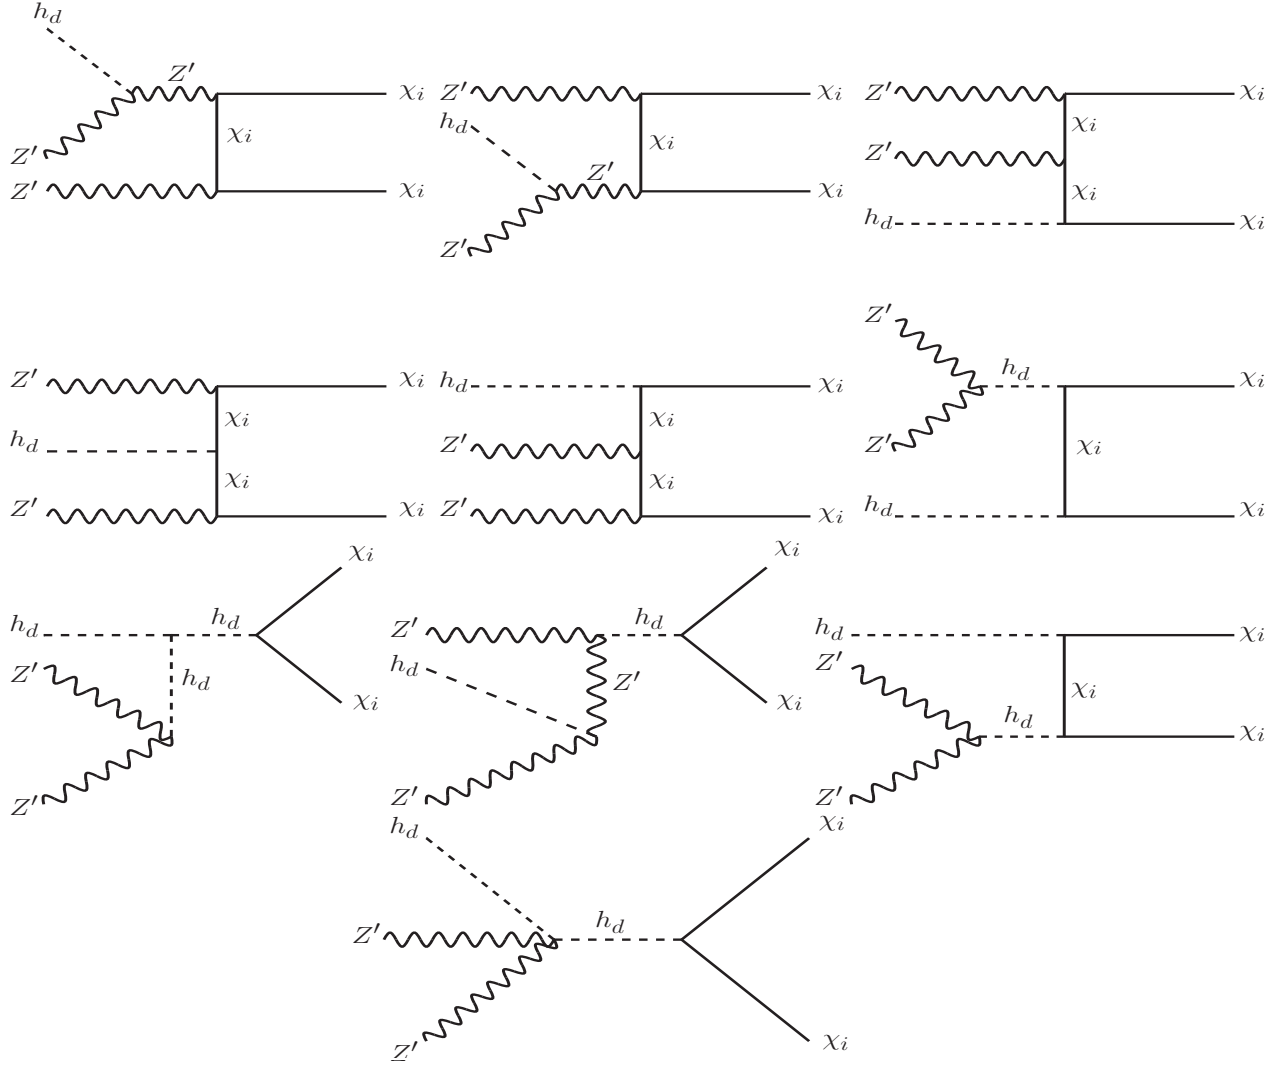 h_d
Z′
χ_i Z′ χ_i Z′ χ_i
h_d
χ_i χ_i χ_i
Z′ Z′
Z′ χ_i χ_i χ_i
Z′ Z′ h_d χ_i
Z′
h_d
Z′ χ_i h_d χ_i χ_i
χ_i χ_i
h_d Z′ Z′ χ_i
χ_i χ_i
Z′ χ_i Z′ χ_i h_d χ_i
χ_i χ_i
h_d h_d Z′ h_d h_d χ_i
Z′ h_d Z′
h_d Z′ χ_i
χ_i χ_i h_d χ_i
Z′ Z′ Z′
h_d χ_i
Z′ h_d
Z′ χ_i